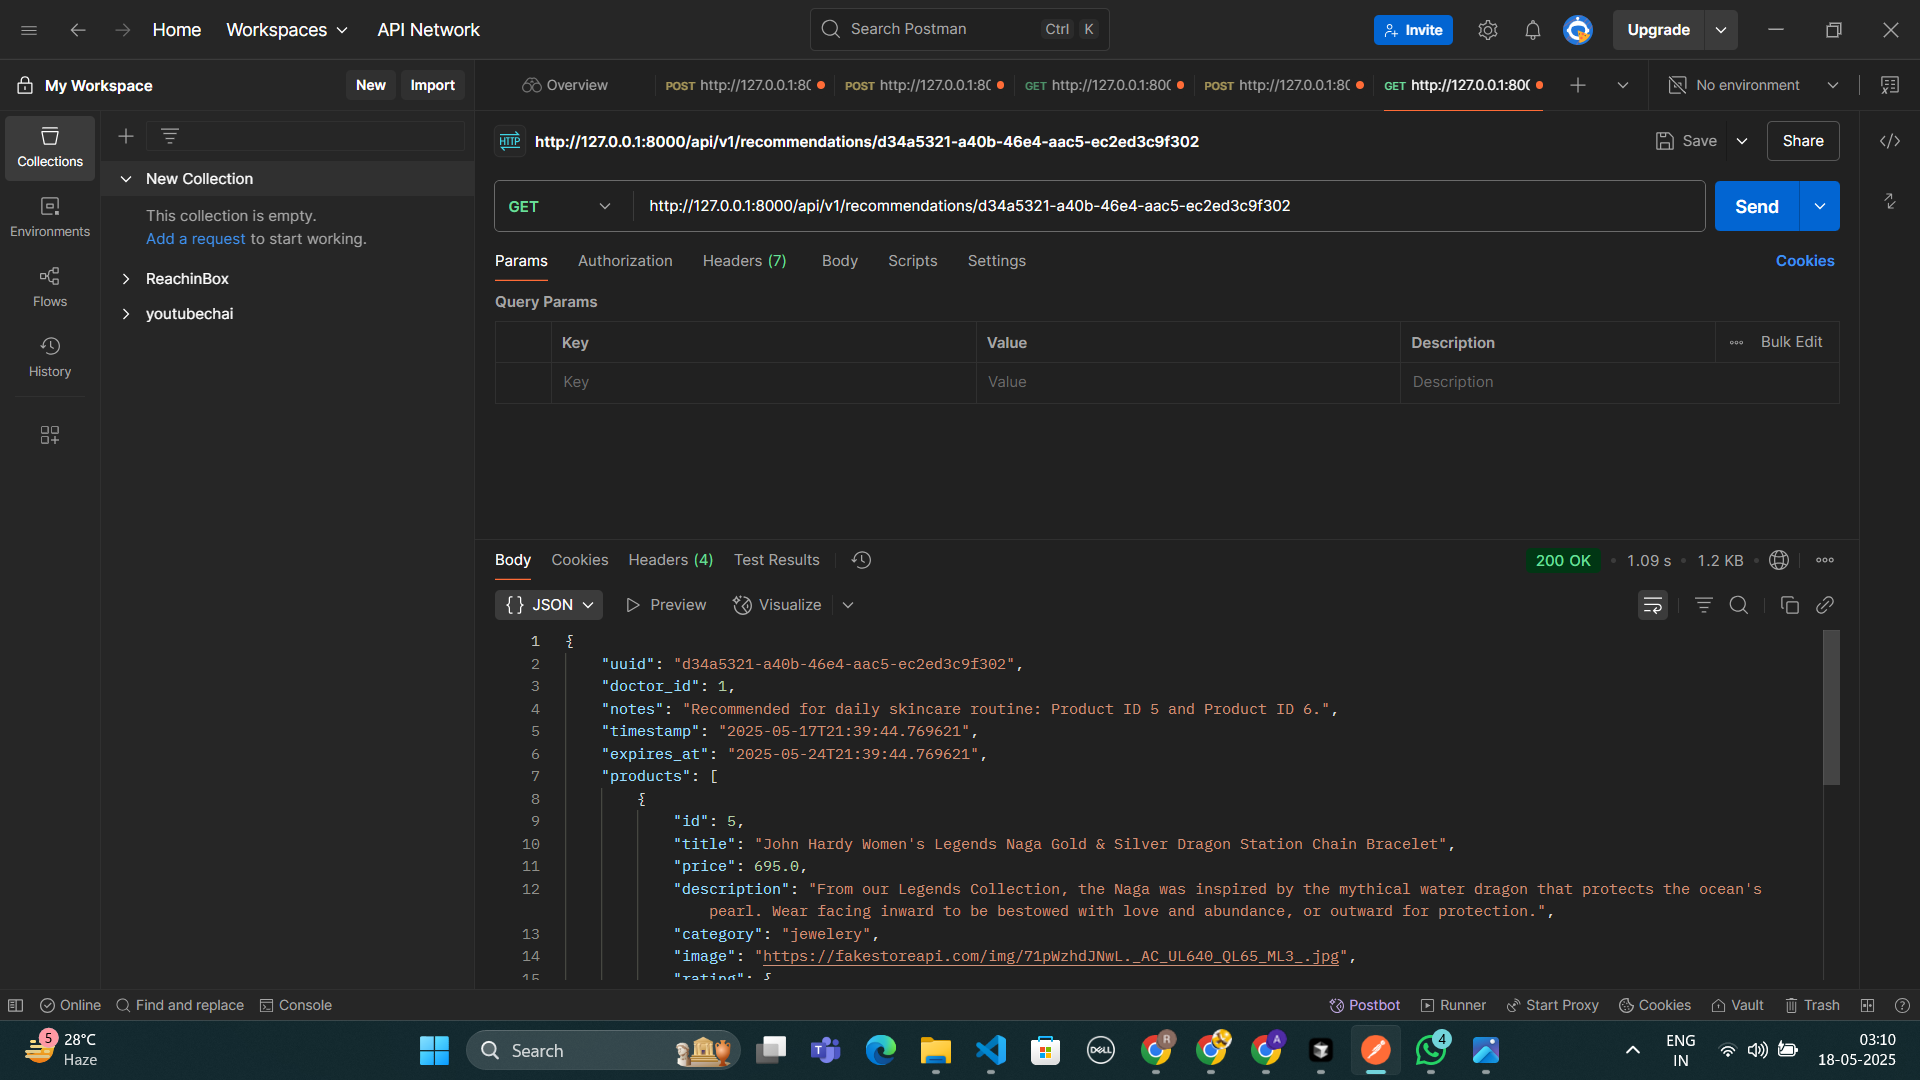 Home
Workspaces
API Network
Search Postman
Ctrl K
Invite
Upgrade
My Workspace
New
Import
Overview
POST http://127.0.0.1:8(
POST http://127.0.0.1:8(
GET http://127.0.0.1:80(
POST http://127.0.0.1:8(
GET http://127.0.0.1:80(
No environment
Collections
Environments
Flows
History
New Collection
This collection is empty.
Add a request to start working.
ReachinBox
youtubechai
HTTP http://127.0.0.1:8000/api/v1/recommendations/d34a5321-a40b-46e4-aac5-ec2ed3c9f302
Save
Share
GET
http://127.0.0.1:8000/api/v1/recommendations/d34a5321-a40b-46e4-aac5-ec2ed3c9f302
Send
Params
Authorization
Headers (7)
Body
Scripts
Settings
Cookies
Query Params
Key
Value
Description
Bulk Edit
Key
Value
Description
Body
Cookies
Headers (4)
Test Results
200 OK
1.09 s
1.2 KB
{} JSON
Preview
Visualize
1 {
2 "uuid": "d34a5321-a40b-46e4-aac5-ec2ed3c9f302",
3 "doctor_id": 1,
4 "notes": "Recommended for daily skincare routine: Product ID 5 and Product ID 6.",
5 "timestamp": "2025-05-17T21:39:44.769621",
6 "expires_at": "2025-05-24T21:39:44.769621",
7 "products": [
8 {
9 "id": 5,
10 "title": "John Hardy Women's Legends Naga Gold & Silver Dragon Station Chain Bracelet",
11 "price": 695.0,
12 "description": "From our Legends Collection, the Naga was inspired by the mythical water dragon that protects the ocean's
pearl. Wear facing inward to be bestowed with love and abundance, or outward for protection.",
13 "category": "jewelery",
14 "image": "https://fakestoreapi.com/img/71pWzhdJNwL._AC_UL640_QL65_ML3_.jpg",
15 "rating": {
Online
Find and replace
Console
Postbot
Runner
Start Proxy
Cookies
Vault
Trash
5
28°C
Haze
Search
DELL
R
A
4
ENG
IN
03:10
18-05-2025